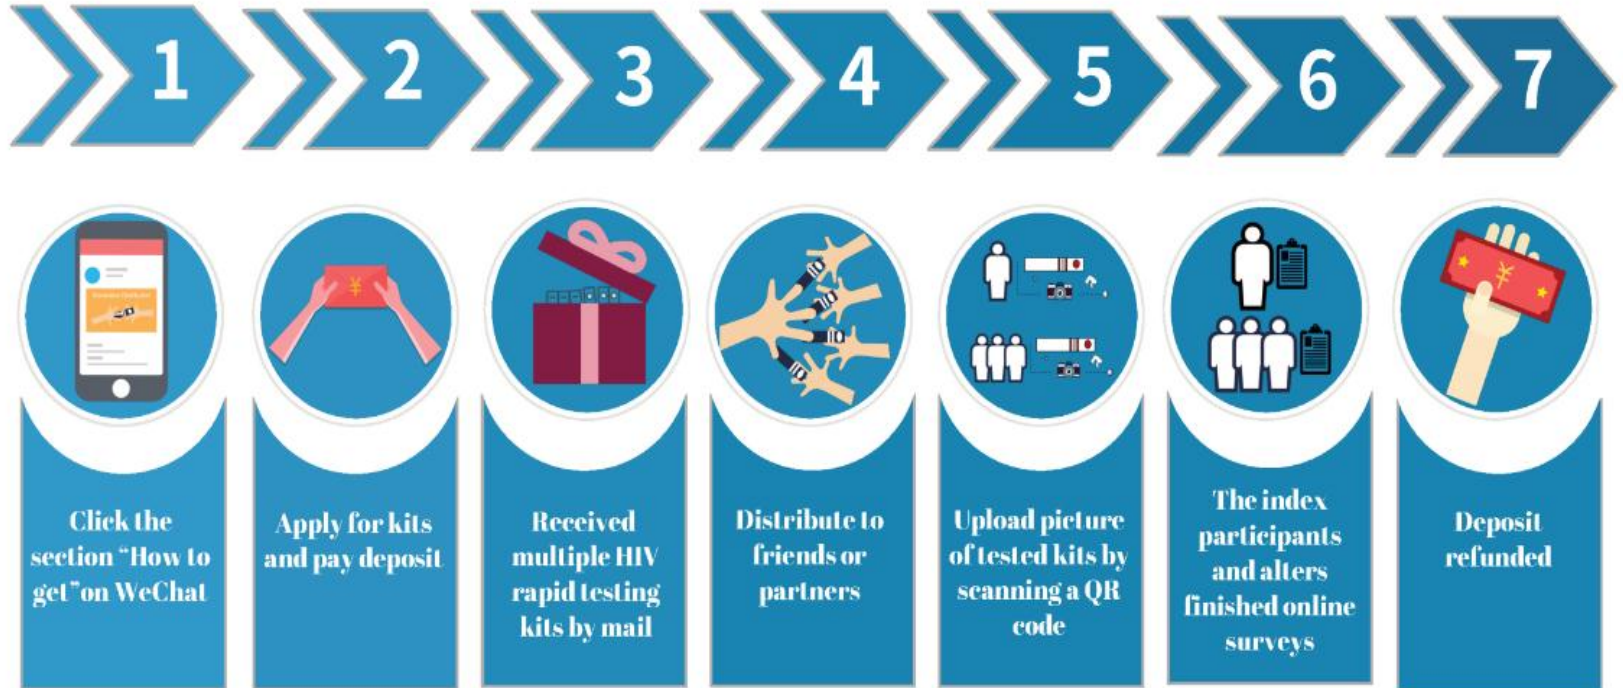 1
2
3
4
5
6
7
Click the
section “How to
get”on WeChat
Apply for kits
and pay deposit
Received
multiple HIV
rapid testing
kits by mail
Distribute to
friends or
partners
Upload picture
of tested kits by
scanning a QR
code
The index
participants
and alters
finished online
surveys
Deposit
refunded
¥
¥